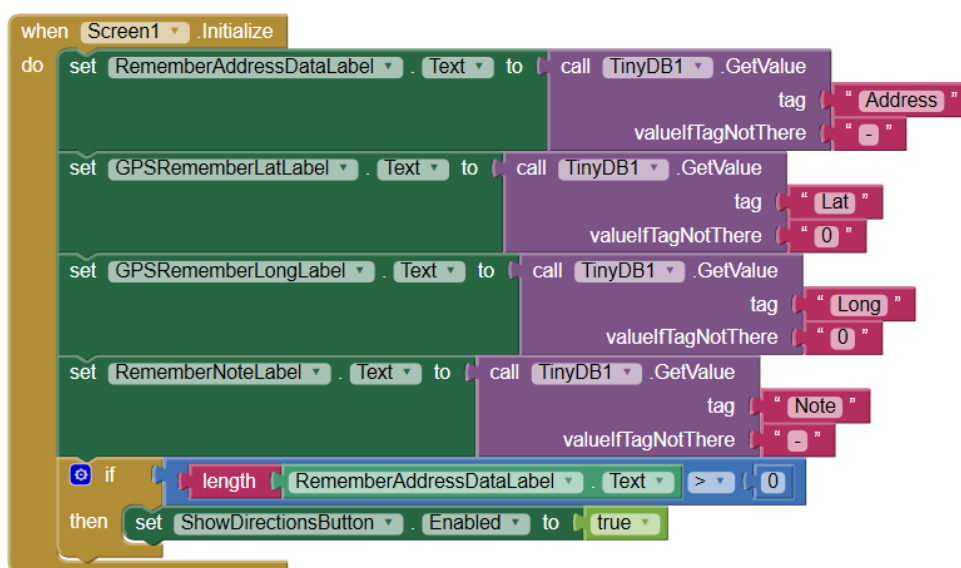 when Screen1 .Initialize
do set RememberAddressDataLabel . Text to call TinyDB1 .GetValue
tag " Address "
valueIfTagNotThere " - "
set GPSRememberLatLabel . Text to call TinyDB1 .GetValue
tag " Lat "
valueIfTagNotThere " 0 "
set GPSRememberLongLabel . Text to call TinyDB1 .GetValue
tag " Long "
valueIfTagNotThere " 0 "
set RememberNoteLabel . Text to call TinyDB1 .GetValue
tag " Note "
valueIfTagNotThere " - "
if length RememberAddressDataLabel . Text > 0
then set ShowDirectionsButton . Enabled to true